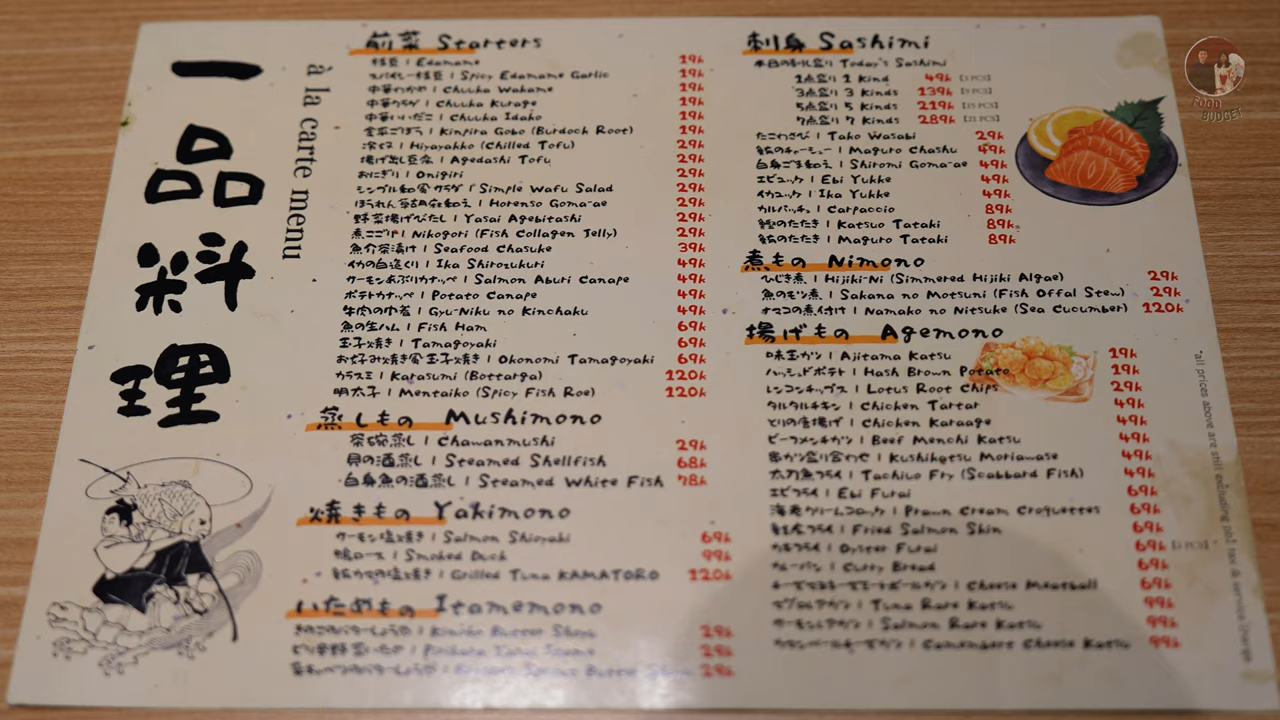 一品料理
à la carte menu
前菜 Starters
枝豆 | Edamame 19k
スパイシー枝豆 | Spicy Edamame Garlic 19k
中華わかめ | Chuuka Wakame 19k
中華クラゲ | Chuuka Kurage 19k
中華いいだこ | Chuuka Idako 19k
金平ごぼう | Kinpira Gobo (Burdock Root) 19k
冷奴 | Hiyayakko (Chilled Tofu) 29k
揚げ出し豆腐 | Agedashi Tofu 29k
おにぎり | Onigiri 29k
シンプル和風サラダ | Simple Wafu Salad 29k
ほうれん草胡麻和え | Horenso Goma-ae 29k
野菜揚げびたし | Yasai Agebitashi 29k
煮こごり | Nikogori (Fish Collagen Jelly) 29k
魚介茶漬け | Seafood Chasuke 39k
イカの白造くり | Ika Shirozukuri 49k
サーモンあぶりカナッペ | Salmon Aburi Canape 49k
ポテトカナッペ | Potato Canape 49k
牛肉の巾着 | Gyu-Niku no Kinchaku 49k
魚の生ハム | Fish Ham 69k
玉子焼き | Tamagoyaki 69k
お好み焼き風玉子焼き | Okonomi Tamagoyaki 69k
カラスミ | Karasumi (Bottarga) 120k
明太子 | Mentaiko (Spicy Fish Roe) 120k
蒸しもの Mushimono
茶碗蒸し | Chawanmushi 29k
貝の酒蒸し | Steamed Shellfish 68k
白身魚の酒蒸し | Steamed White Fish 78k
焼きもの Yakimono
サーモン塩焼き | Salmon Shioyaki 69k
鴨ロース | Smoked Duck 99k
鮪カマの塩焼き | Grilled Tuna KAMATORO 120k
いためもの Itamemono
Butter 29k
29k
Butter 29k
刺身 Sashimi
本日の刺し盛り Today's Sashimi
1点盛り 1 Kind 49k [3 PCS]
3点盛り 3 Kinds 139k [9 PCS]
5点盛り 5 Kinds 219k [15 PCS]
7点盛り 7 Kinds 289k [21 PCS]
たこわさび | Tako Wasabi 29k
鮪のチャーシュー | Maguro Chashu 49k
白身ごま和え | Shiromi Goma-ae 49k
エビユッケ | Ebi Yukke 49k
イカユッケ | Ika Yukke 49k
カルパッチョ | Carpaccio 89k
鰹のたたき | Katsuo Tataki 89k
鮪のたたき | Maguro Tataki 89k
煮もの Nimono
ひじき煮 | Hijiki-Ni (Simmered Hijiki Algae) 29k
魚のモツ煮 | Sakana no Motsuni (Fish Offal Stew) 29k
ナマコの煮付け | Namako no Nitsuke (Sea Cucumber) 120k
揚げもの Agemono
味玉カツ | Ajitama Katsu 19k
ハッシュドポテト | Hash Brown Potato 19k
レンコンチップス | Lotus Root Chips 29k
タルタルチキン | Chicken Tartar 49k
とりの唐揚げ | Chicken Karaage 49k
ビーフメンチカツ | Beef Menchi Katsu 49k
串カツ盛り合わせ | Kushikatsu Moriawase 49k
太刀魚フライ | Tachiuo Fry (Scabbard Fish) 49k
エビフライ | Ebi Furai 69k
海老クリームコロッケ | Prawn Cream Croquettes 69k
鮭皮フライ | Fried Salmon Skin 69k
カキフライ | Oyster Furai 69k [3 PCS]
カレーパン | Curry Bread 69k
Cheese Meatball 69k
マグロレアカツ | Tuna Rare Katsu 99k
サーモンレアカツ | Salmon Rare Katsu 99k
カマンベールチーズカツ | Camembert Cheese Katsu 99k
*all prices above are still excluding pb1 tax & service charge
FOOD BUDGET